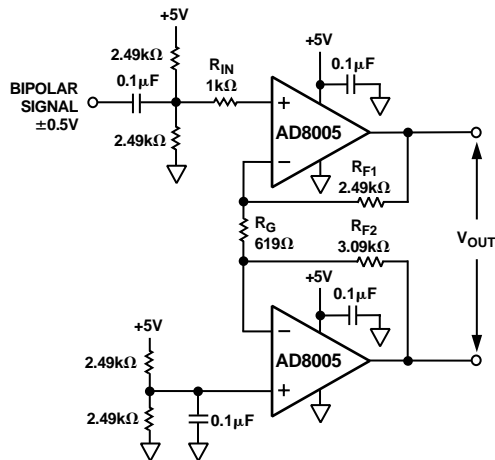 +5V
2.49kΩ
0.1µF
BIPOLAR
SIGNAL
±0.5V
2.49kΩ
RIN
1kΩ
+5V
0.1µF
+
AD8005
–
RF1
2.49kΩ
RG
619Ω
RF2
3.09kΩ
VOUT
+5V
0.1µF
–
AD8005
+
+5V
2.49kΩ
2.49kΩ
0.1µF